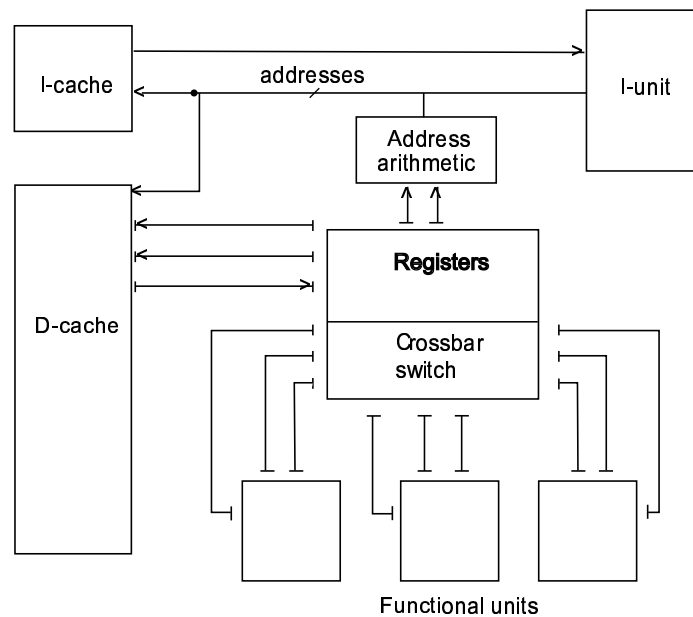 I-cache
addresses
I-unit
Address
arithmetic
Registers
D-cache
Crossbar
switch
Functional units